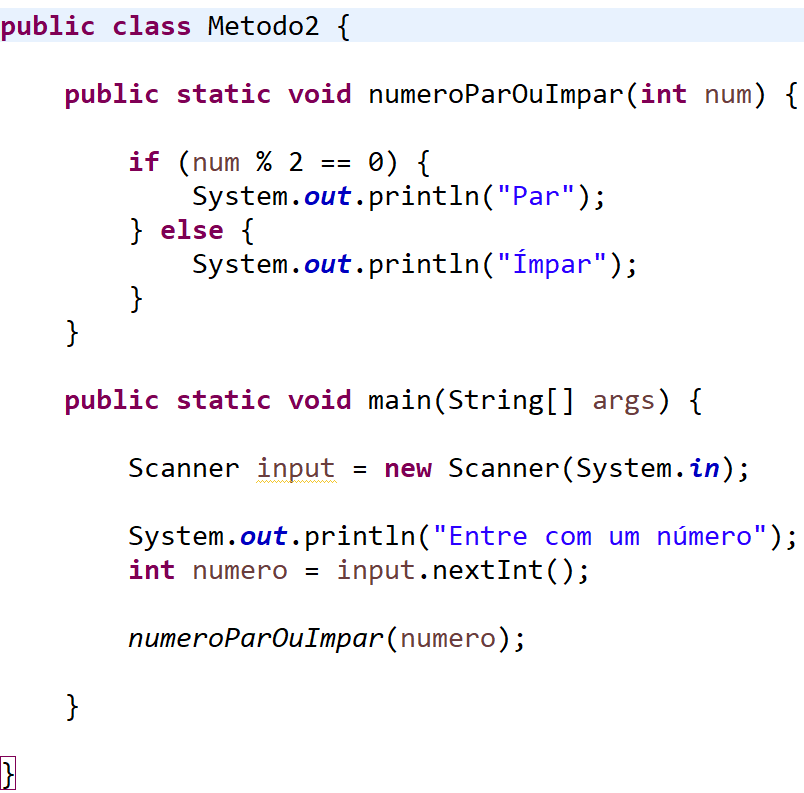 public class Metodo2 {
public static void numeroParOuImpar(int num) {
if (num % 2 == 0) {
System.out.println("Par");
} else {
System.out.println("Ímpar");
}
}
public static void main(String[] args) {
Scanner input = new Scanner(System.in);
System.out.println("Entre com um número");
int numero = input.nextInt();
numeroParOuImpar(numero);
}
}